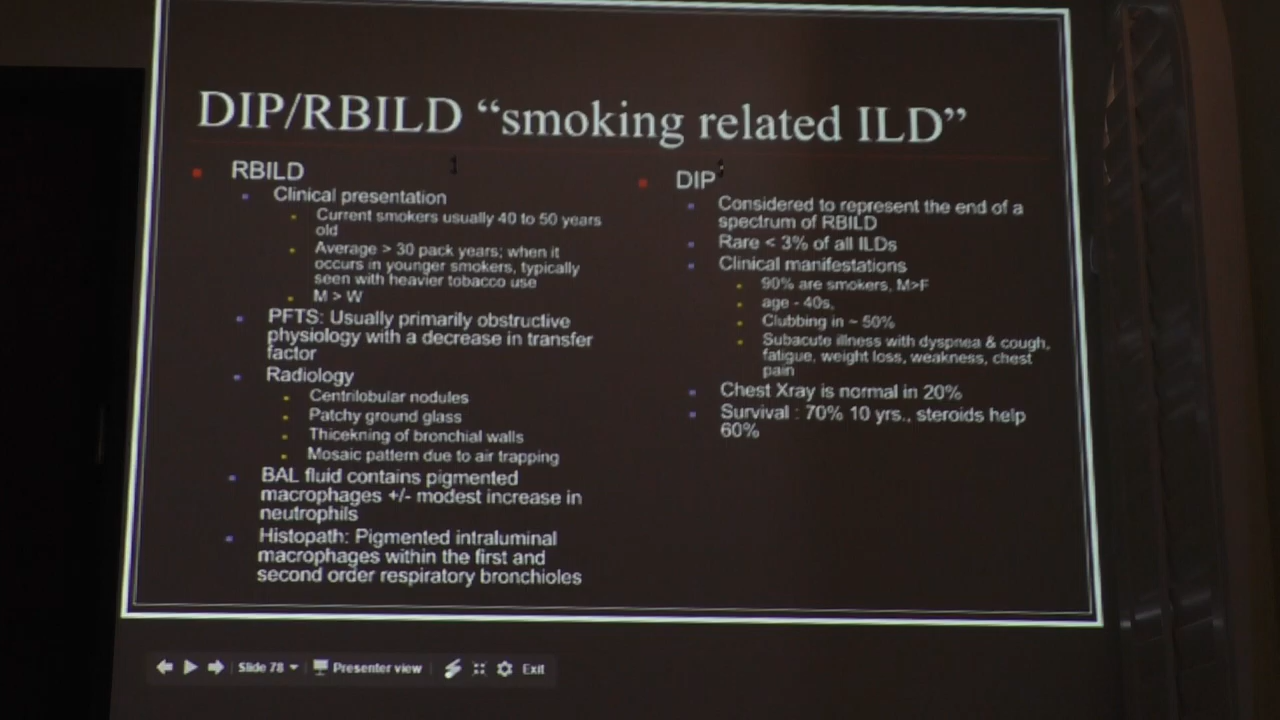 DIP/RBILD “smoking related ILD”
1
RBILD
Clinical presentation
Current smokers usually 40 to 50 years
old
Average > 30 pack years; when it
occurs in younger smokers, typically
seen with heavier tobacco use
M > W
PFTS: Usually primarily obstructive
physiology with a decrease in transfer
factor
Radiology
Centrilobular nodules
Patchy ground glass
Thicekning of bronchial walls
Mosaic pattern due to air trapping
BAL fluid contains pigmented
macrophages +/- modest increase in
neutrophils
Histopath: Pigmented intraluminal
macrophages within the first and
second order respiratory bronchioles
DIP
Considered to represent the end of a
spectrum of RBILD
Rare < 3% of all ILDs
Clinical manifestations
90% are smokers, M>F
age - 40s,
Clubbing in ~ 50%
Subacute illness with dyspnea & cough,
fatigue, weight loss, weakness, chest
pain
Chest Xray is normal in 20%
Survival : 70% 10 yrs., steroids help
60%
Slide 78
Presenter view
Exit